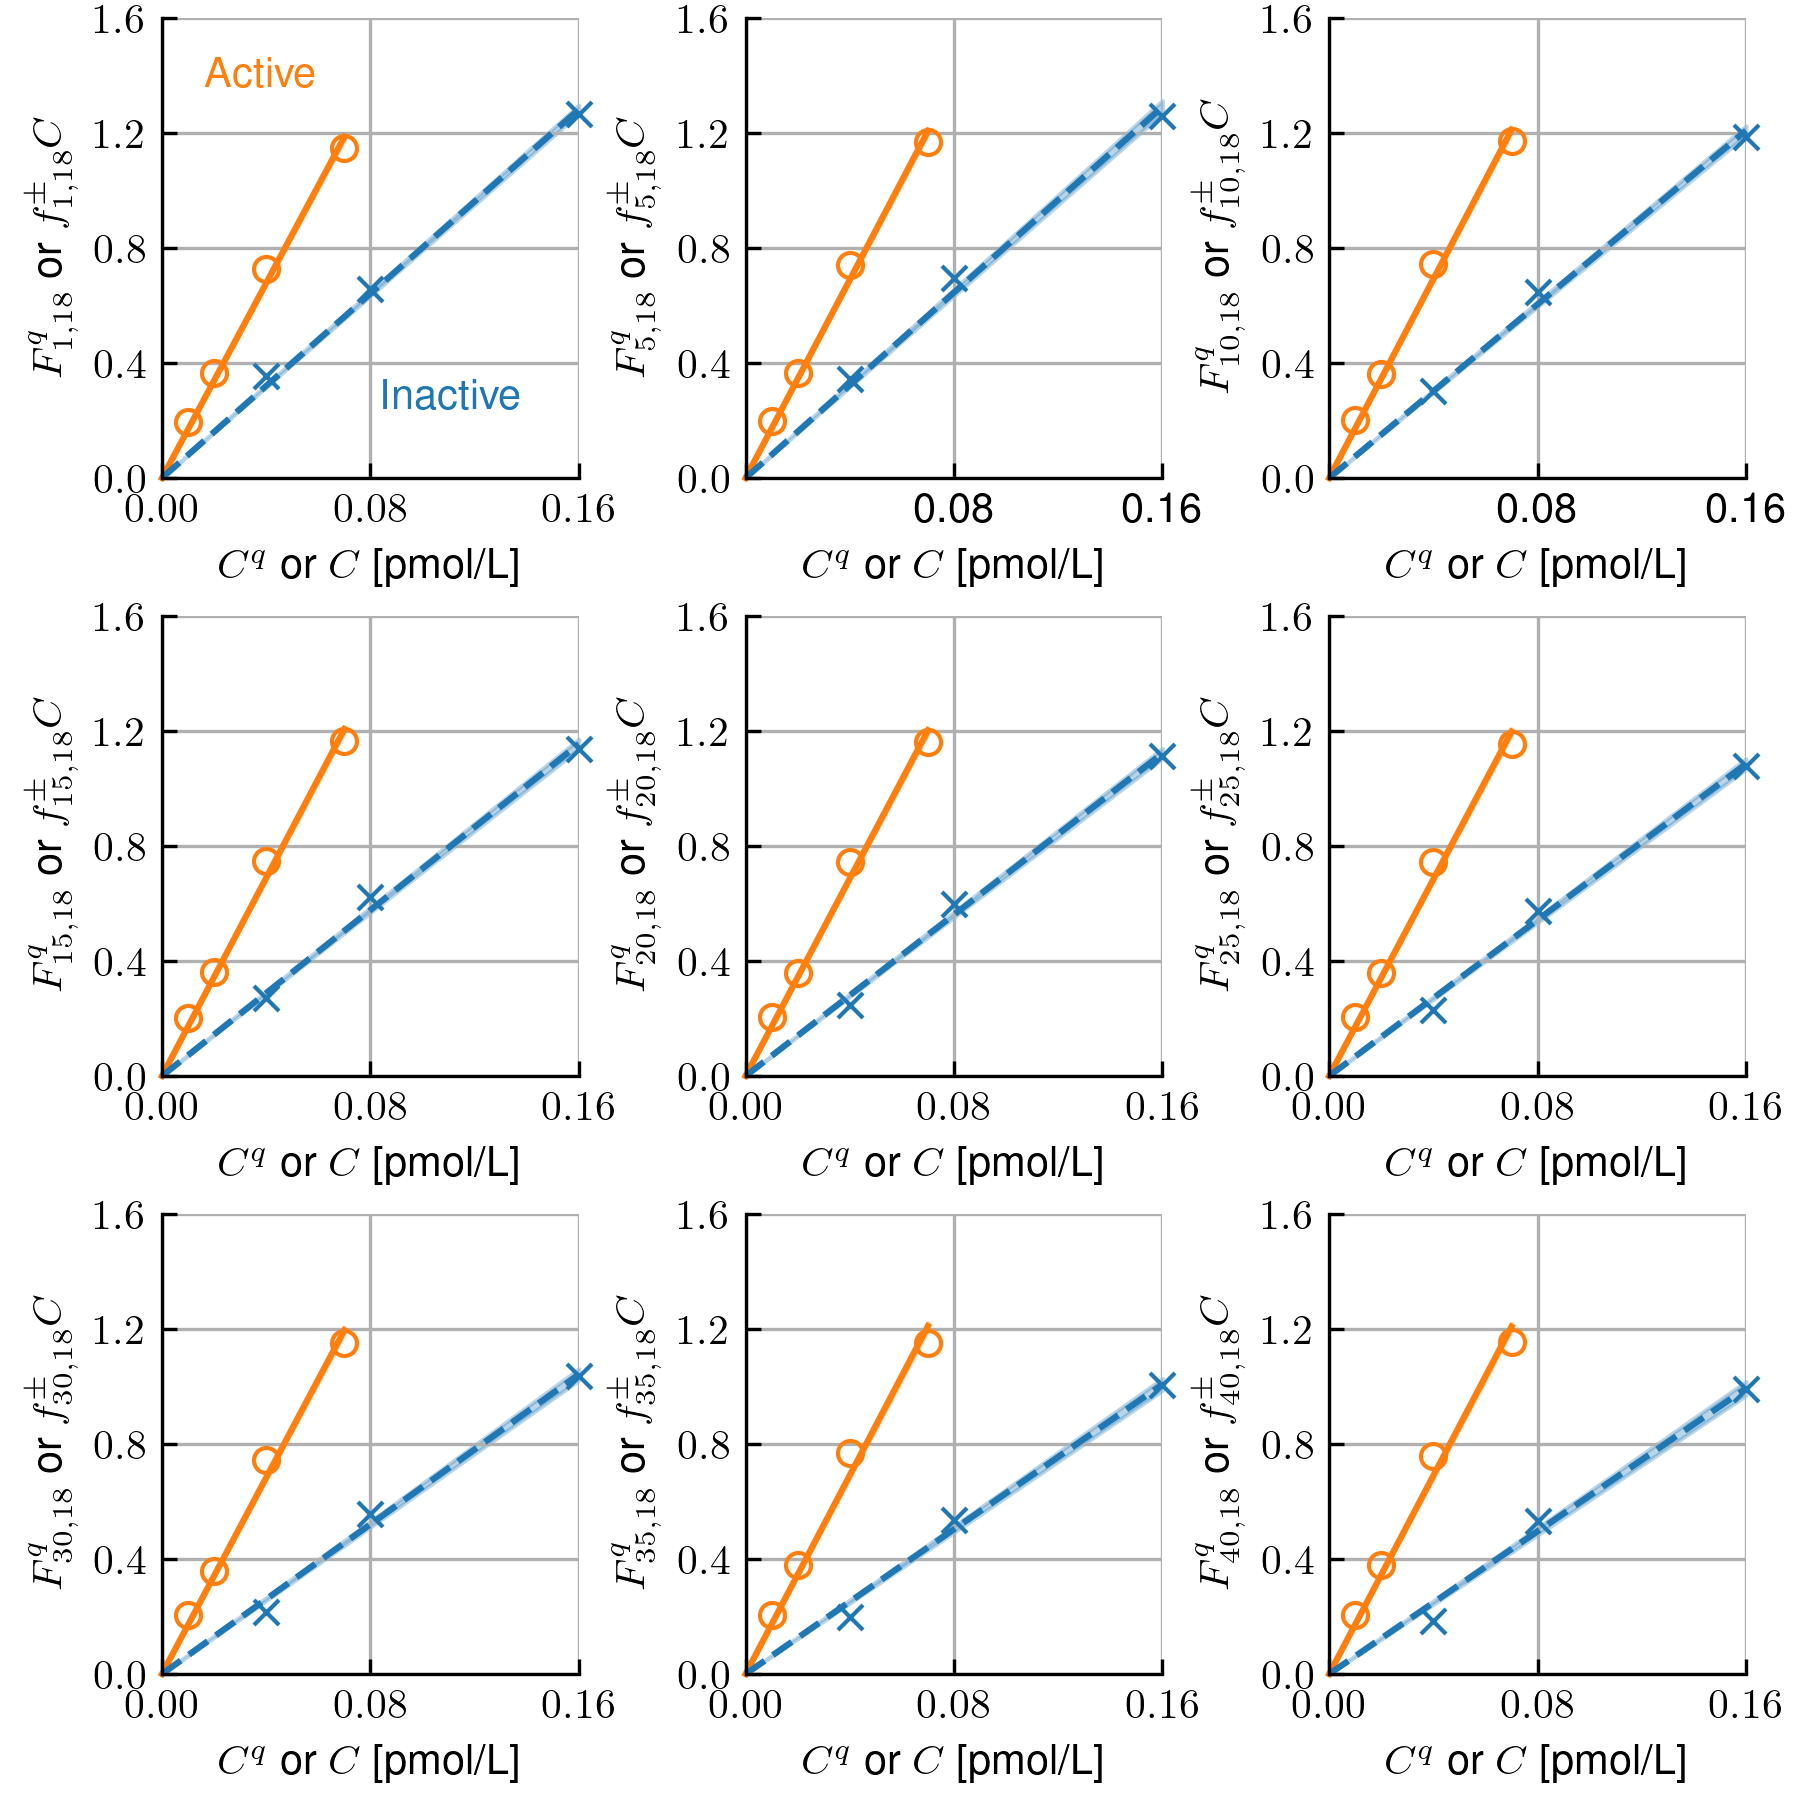 1.6 1.6 1.6
Active
1.2 1.2 1.2
0.8 0.8 0.8
0.4 0.4 0.4
Inactive
0.0 0.0 0.0
0.00 0.08 0.16 0.08 0.16 0.08 0.16
F^q_{1,18} or f^±_{1,18}C
F^q_{5,18} or f^±_{5,18}C
F^q_{10,18} or f^±_{10,18}C
C^q or C [pmol/L] C^q or C [pmol/L] C^q or C [pmol/L]
1.6 1.6 1.6
1.2 1.2 1.2
0.8 0.8 0.8
0.4 0.4 0.4
0.0 0.0 0.0
0.00 0.08 0.16 0.00 0.08 0.16 0.00 0.08 0.16
F^q_{15,18} or f^±_{15,18}C
F^q_{20,18} or f^±_{20,18}C
F^q_{25,18} or f^±_{25,18}C
C^q or C [pmol/L] C^q or C [pmol/L] C^q or C [pmol/L]
1.6 1.6 1.6
1.2 1.2 1.2
0.8 0.8 0.8
0.4 0.4 0.4
0.0 0.0 0.0
0.00 0.08 0.16 0.00 0.08 0.16 0.00 0.08 0.16
F^q_{30,18} or f^±_{30,18}C
F^q_{35,18} or f^±_{35,18}C
F^q_{40,18} or f^±_{40,18}C
C^q or C [pmol/L] C^q or C [pmol/L] C^q or C [pmol/L]